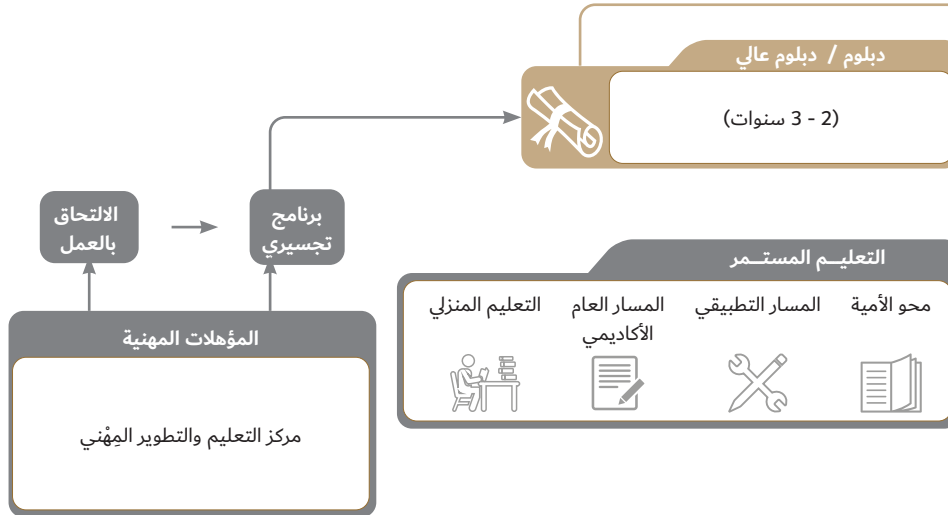 دبلوم / دبلوم عالي
(2 - 3 سنوات)
برنامج
تجسيري
الالتحاق
بالعمل
التعليــم المستــمر
محو الأمية
المسار التطبيقي
المسار العام
الأكاديمي
التعليم المنزلي
المؤهلات المهنية
مركز التعليم والتطوير المِهْني